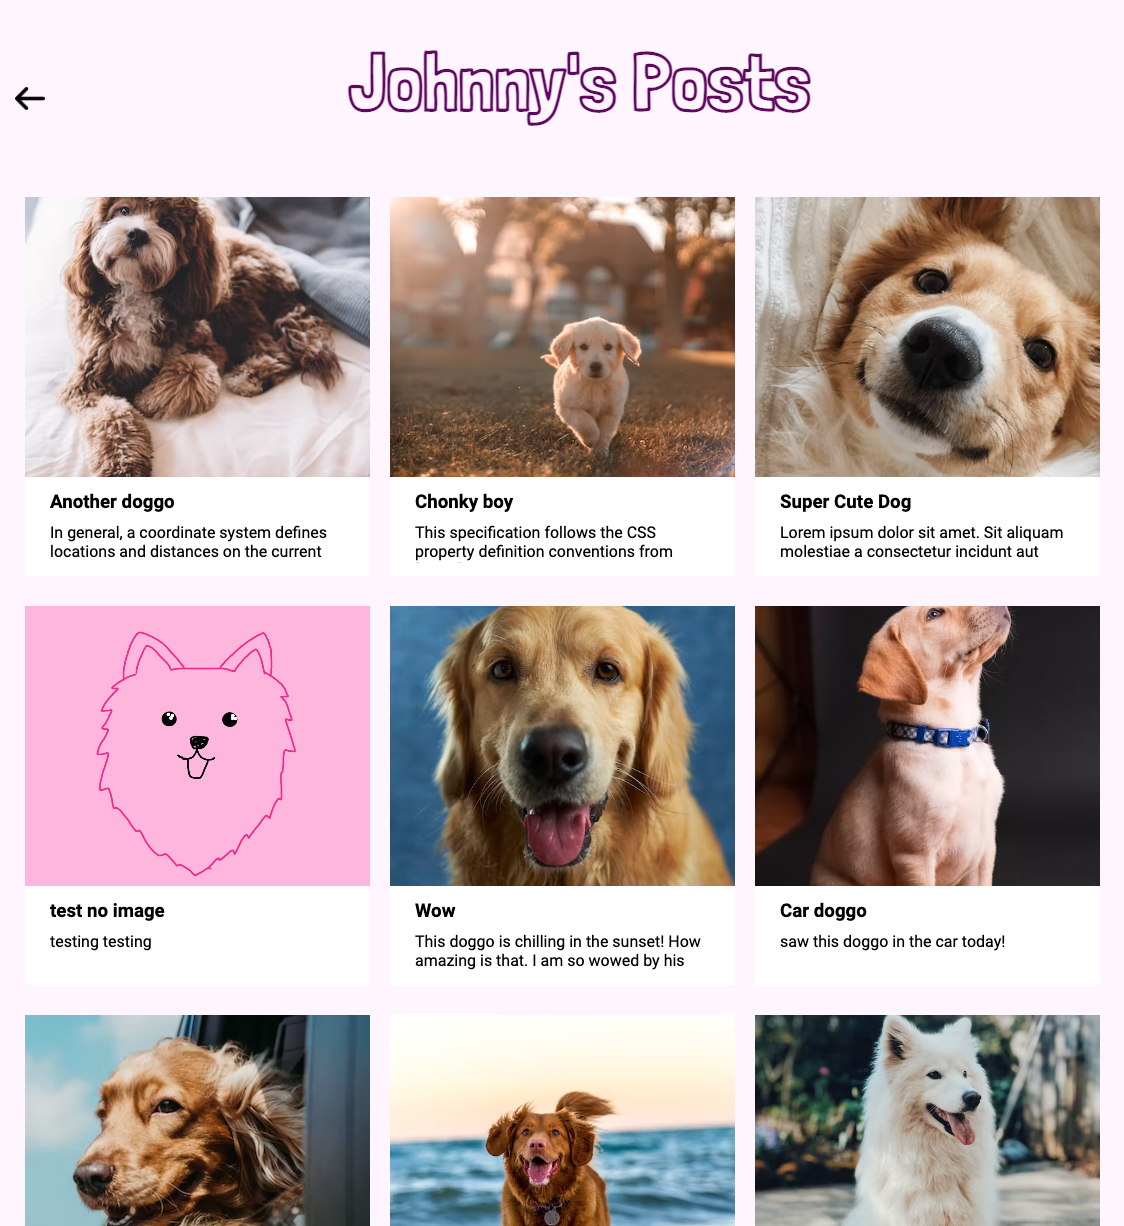 Johnny's Posts
Another doggo
In general, a coordinate system defines
locations and distances on the current
Chonky boy
This specification follows the CSS
property definition conventions from
Super Cute Dog
Lorem ipsum dolor sit amet. Sit aliquam
molestiae a consectetur incidunt aut
test no image
testing testing
Wow
This doggo is chilling in the sunset! How
amazing is that. I am so wowed by his
Car doggo
saw this doggo in the car today!